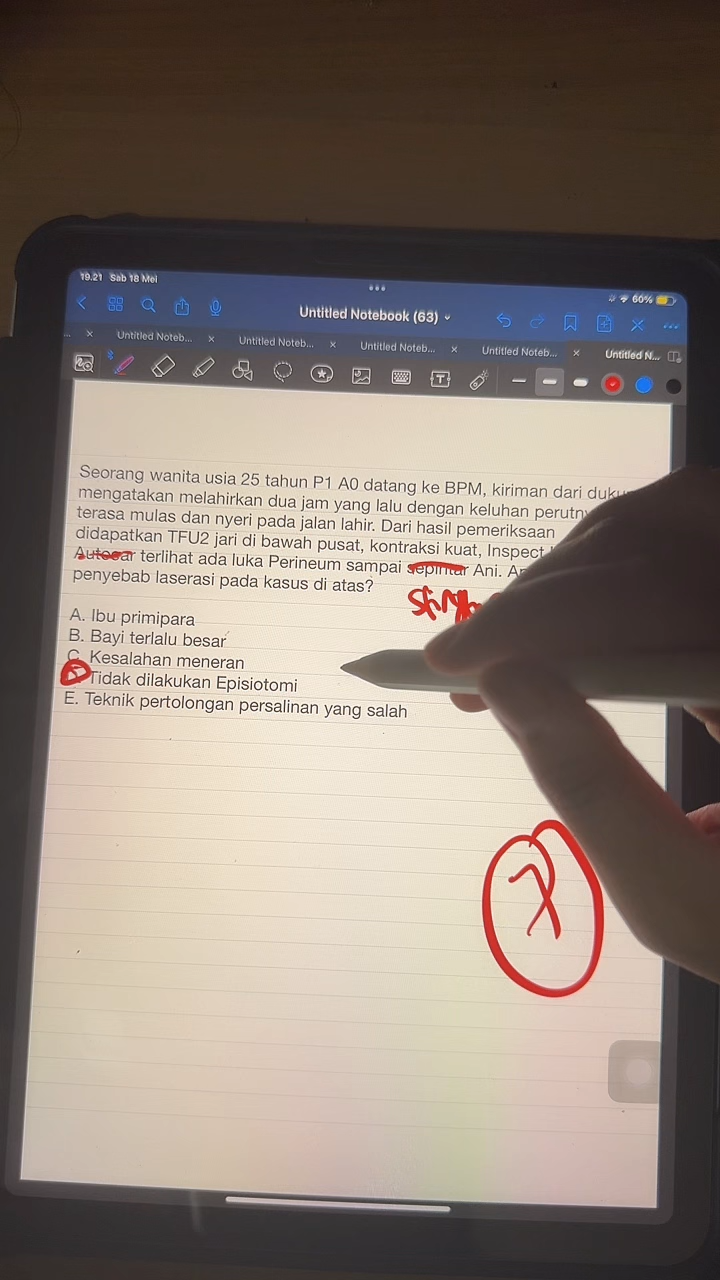 19.21 Sab 18 Mei
60%
Untitled Notebook (63)
Untitled Noteb...
Untitled Noteb...
Untitled Noteb...
Untitled Noteb...
Untitled N...
Seorang wanita usia 25 tahun P1 A0 datang ke BPM, kiriman dari
mengatakan melahirkan dua jam yang lalu dengan keluhan
terasa mulas dan nyeri pada jalan lahir. Dari hasil pemeriksaan
didapatkan TFU2 jari di bawah pusat, kontraksi kuat,
terlihat ada luka Perineum sampai sepintar Ani.
penyebab laserasi pada kasus di atas?
A. Ibu primipara
B. Bayi terlalu besar
C. Kesalahan meneran
Tidak dilakukan Episiotomi
E. Teknik pertolongan persalinan yang salah